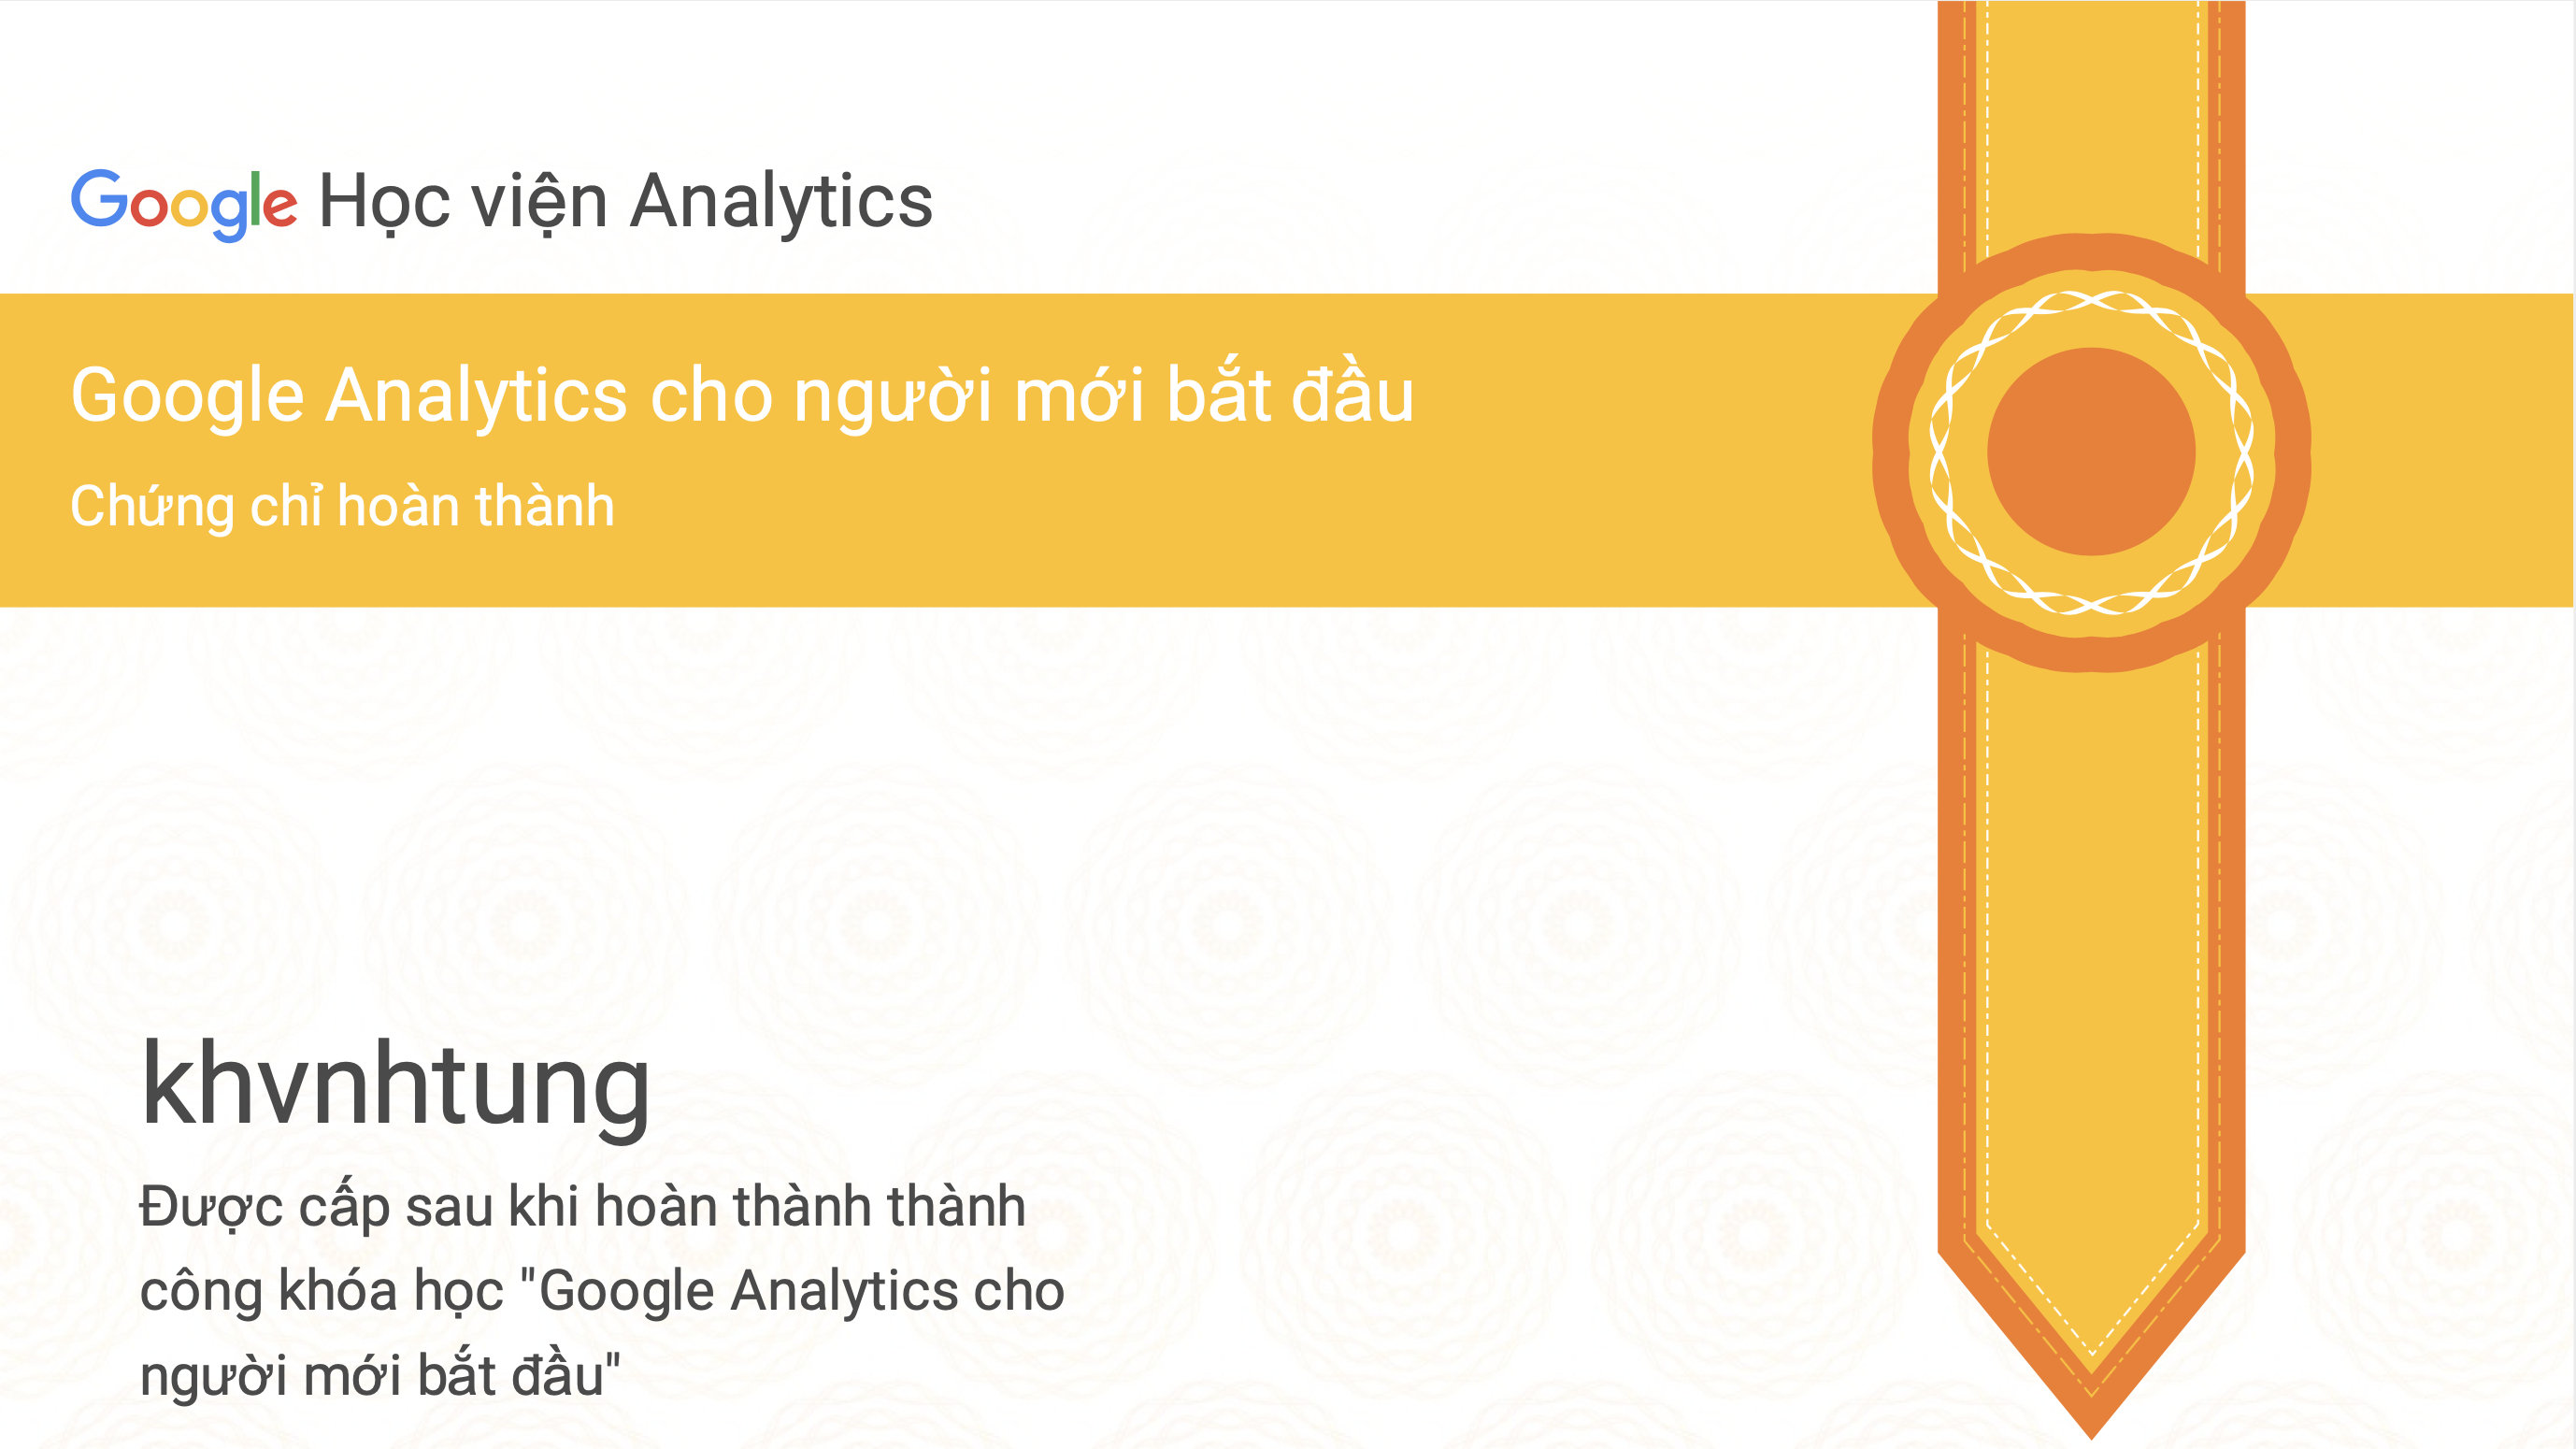 Google Học viện Analytics
Google Analytics cho người mới bắt đầu
Chứng chỉ hoàn thành
khvnhtung
Được cấp sau khi hoàn thành thành
công khóa học "Google Analytics cho
người mới bắt đầu"